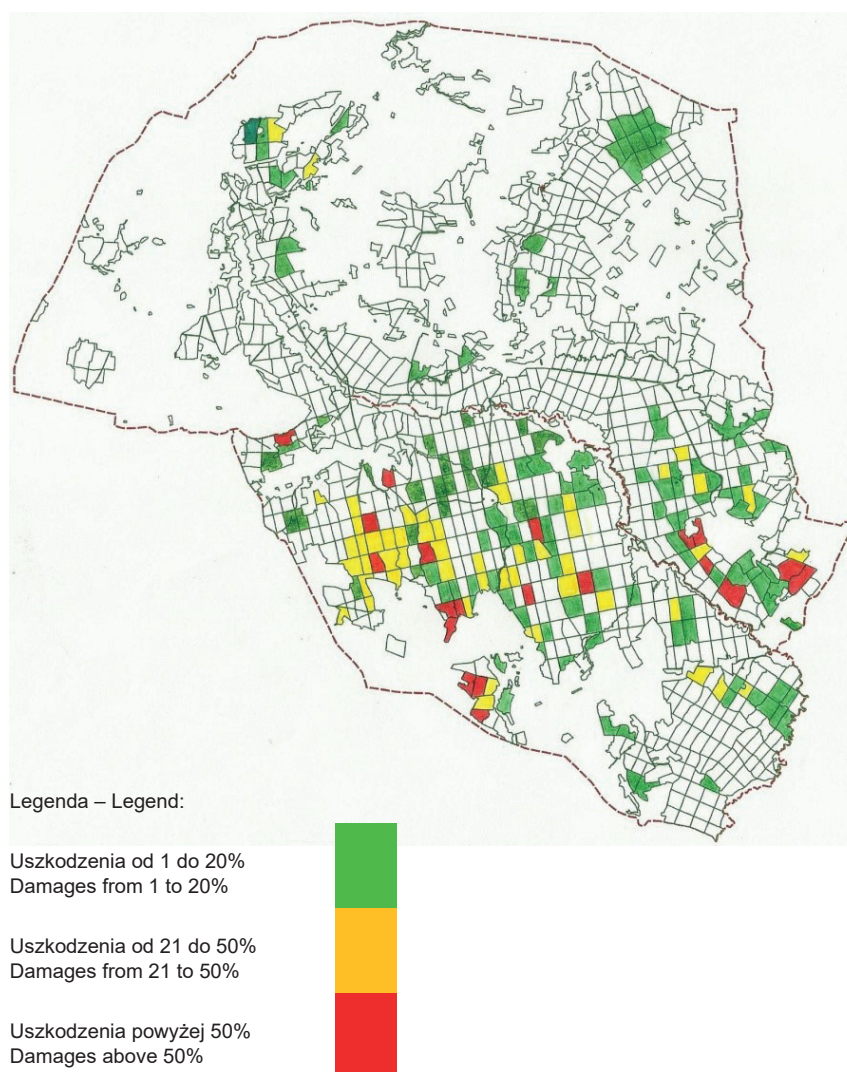 Legenda – Legend:
Uszkodzenia od 1 do 20%
Damages from 1 to 20%
Uszkodzenia od 21 do 50%
Damages from 21 to 50%
Uszkodzenia powyżej 50%
Damages above 50%